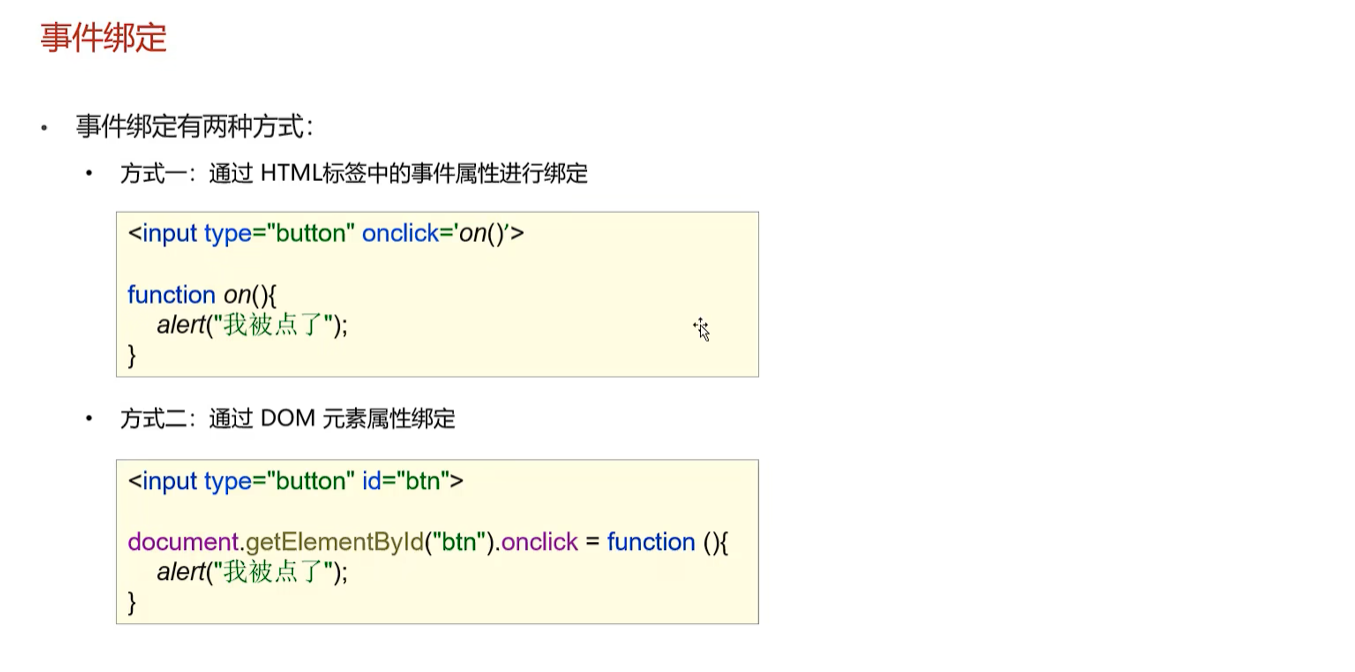 事件绑定
• 事件绑定有两种方式：
• 方式一：通过 HTML标签中的事件属性进行绑定
<input type="button" onclick='on()'>
function on(){
alert("我被点了");
}
• 方式二：通过 DOM 元素属性绑定
<input type="button" id="btn">
document.getElementById("btn").onclick = function (){
alert("我被点了");
}